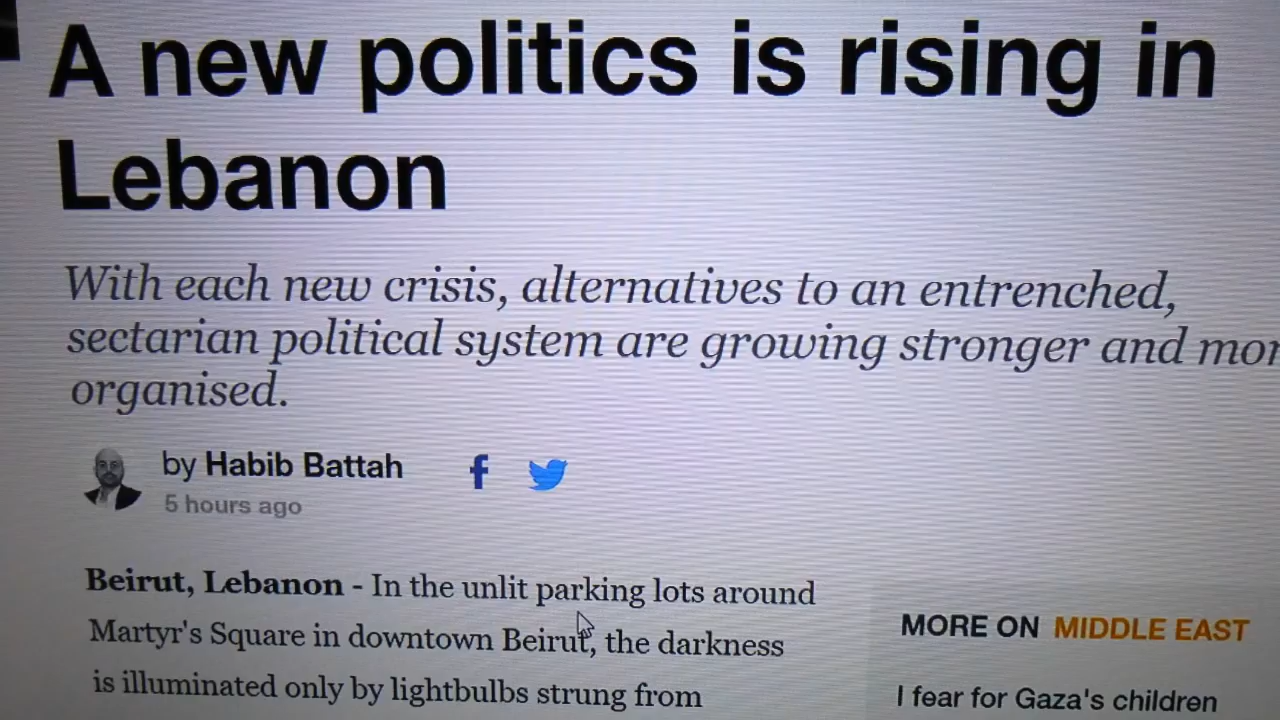 A new politics is rising in
Lebanon
With each new crisis, alternatives to an entrenched,
sectarian political system are growing stronger and mor
organised.
by Habib Battah
5 hours ago
Beirut, Lebanon - In the unlit parking lots around
Martyr's Square in downtown Beirut, the darkness
is illuminated only by lightbulbs strung from
MORE ON MIDDLE EAST
I fear for Gaza's children